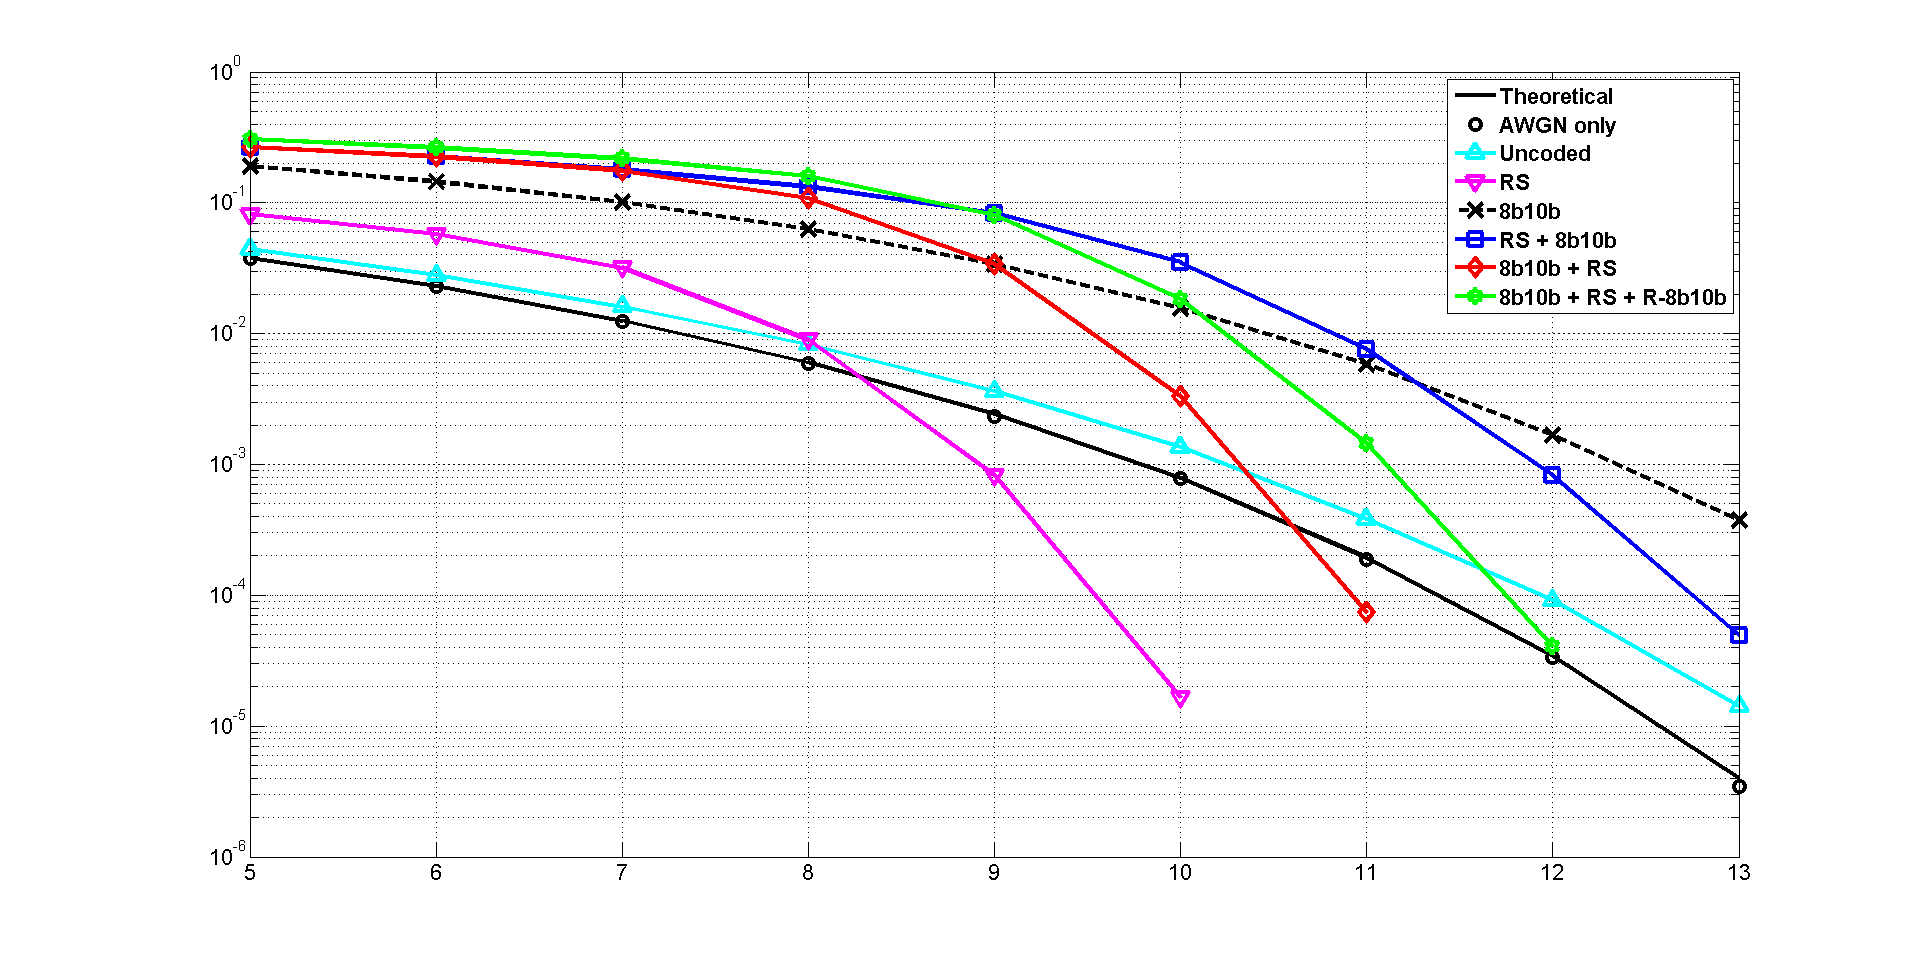 10^0
10^-1
10^-2
10^-3
10^-4
10^-5
10^-6
5 6 7 8 9 10 11 12 13
Theoretical
AWGN only
Uncoded
RS
8b10b
RS + 8b10b
8b10b + RS
8b10b + RS + R-8b10b